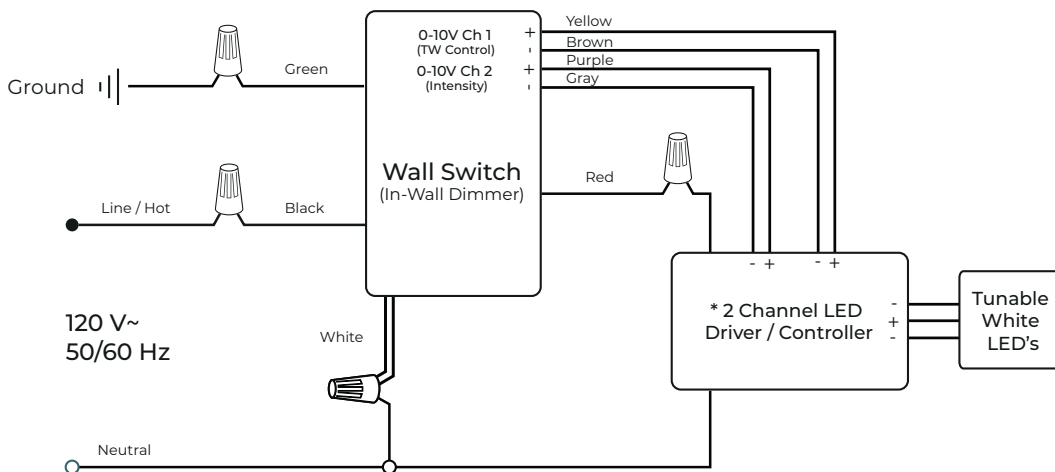 Yellow
0-10V Ch 1
(TW Control)
+
-
Brown
Purple
0-10V Ch 2
(Intensity)
+
-
Gray
Ground
Green
Wall Switch
(In-Wall Dimmer)
Red
Line / Hot
Black
- +
- +
* 2 Channel LED
Driver / Controller
-
+
-
Tunable
White
LED's
120 V~
50/60 Hz
White
Neutral